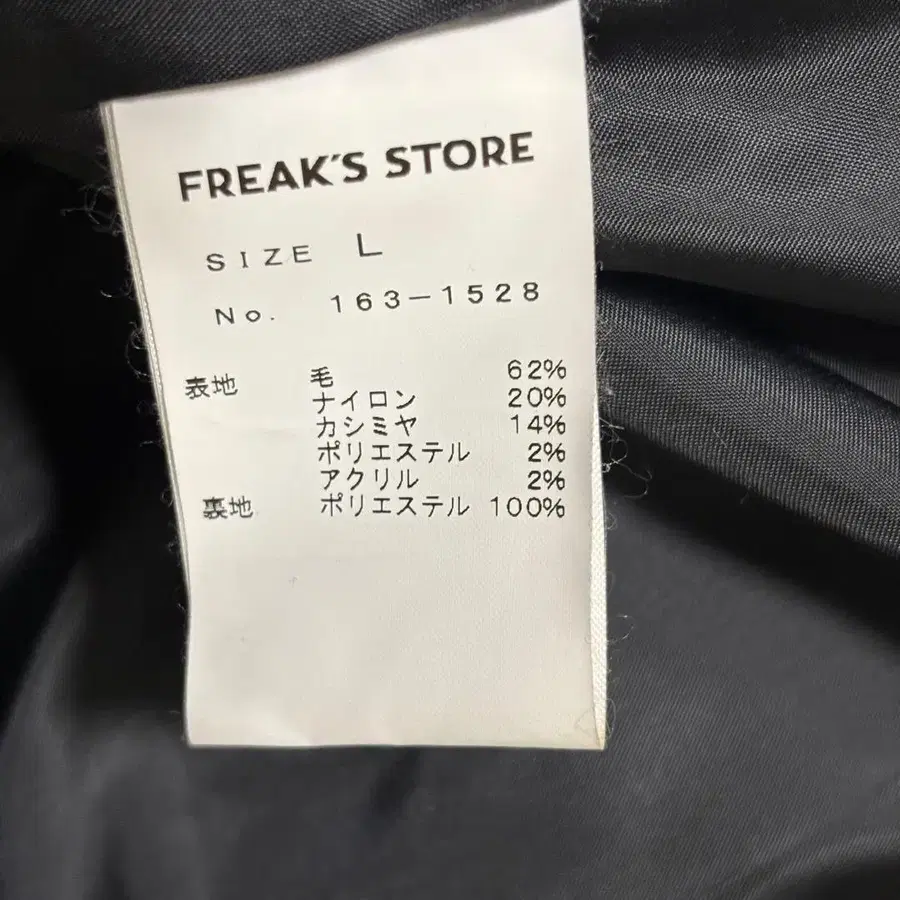 FREAK'S STORE
SIZE L
No. 163-1528
表地 毛 62%
ナイロン 20%
カシミヤ 14%
ポリエステル 2%
アクリル 2%
裏地 ポリエステル 100%